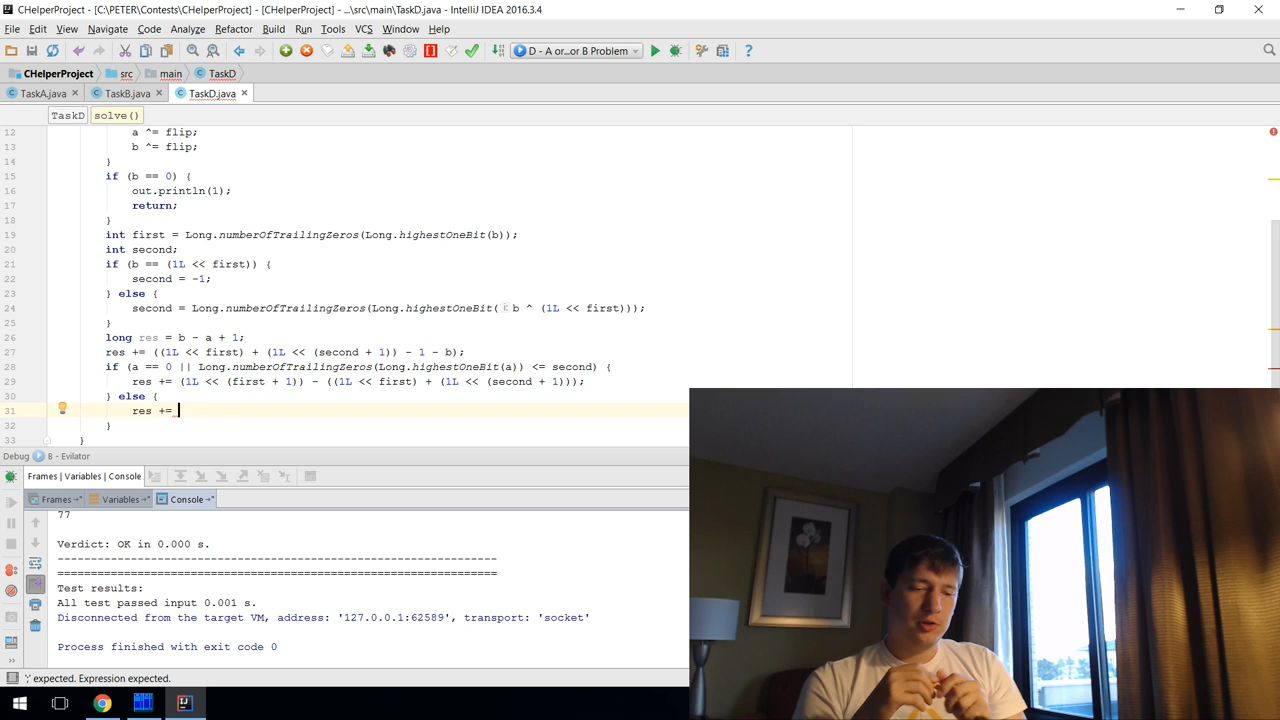 CHelperProject - [C:\PETER\Contests\CHelperProject] - [CHelperProject] - ...\src\main\TaskD.java - IntelliJ IDEA 2016.3.4
File Edit View Navigate Code Analyze Refactor Build Run Tools VCS Window Help
D - A or...or B Problem
CHelperProject src main TaskD
TaskA.java TaskB.java TaskD.java
TaskD solve()
12 a ^= flip;
13 b ^= flip;
14 }
15 if (b == 0) {
16 out.println(1);
17 return;
18 }
19 int first = Long.numberOfTrailingZeros(Long.highestOneBit(b));
20 int second;
21 if (b == (1L << first)) {
22 second = -1;
23 } else {
24 second = Long.numberOfTrailingZeros(Long.highestOneBit( b ^ (1L << first)));
25 }
26 long res = b - a + 1;
27 res += ((1L << first) + (1L << (second + 1)) - 1 - b);
28 if (a == 0 || Long.numberOfTrailingZeros(Long.highestOneBit(a)) <= second) {
29 res += (1L << (first + 1)) - ((1L << first) + (1L << (second + 1)));
30 } else {
31 res +=
32 }
33 }
Debug B - Evilator
Frames | Variables | Console
Frames Variables Console
77
Verdict: OK in 0.000 s.
------------------------------------------------------------------
==================================================================
Test results:
All test passed input 0.001 s.
Disconnected from the target VM, address: '127.0.0.1:62589', transport: 'socket'
Process finished with exit code 0
';' expected. Expression expected.